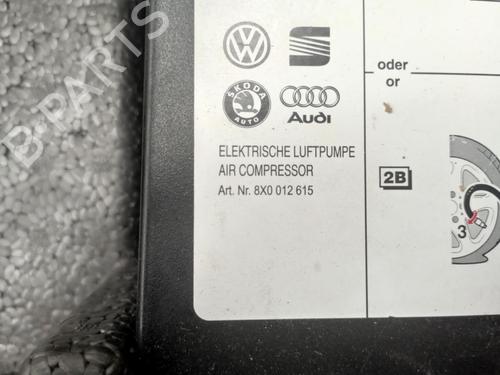 B-PARTS
oder
or
ŠKODA
AUTO
Audi
ELEKTRISCHE LUFTPUMPE
AIR COMPRESSOR
Art. Nr. 8X0 012 615
2B
3